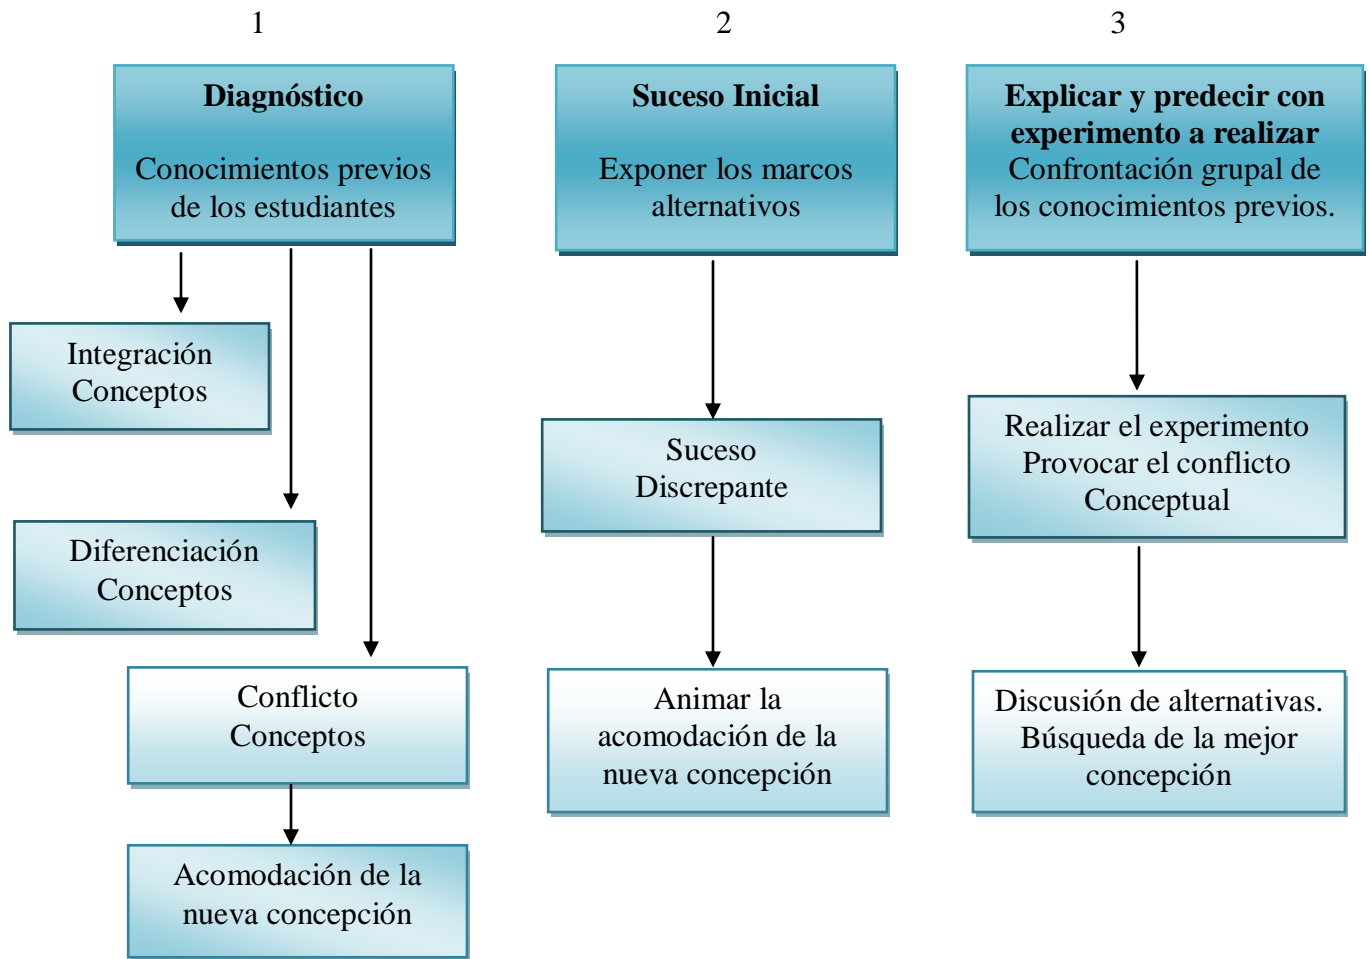 1
Diagnóstico
Conocimientos previos
de los estudiantes
Integración
Conceptos
Diferenciación
Conceptos
Conflicto
Conceptos
Acomodación de la
nueva concepción
2
Suceso Inicial
Exponer los marcos
alternativos
Suceso
Discrepante
Animar la
acomodación de la
nueva concepción
3
Explicar y predecir con
experimento a realizar
Confrontación grupal de
los conocimientos previos.
Realizar el experimento
Provocar el conflicto
Conceptual
Discusión de alternativas.
Búsqueda de la mejor
concepción